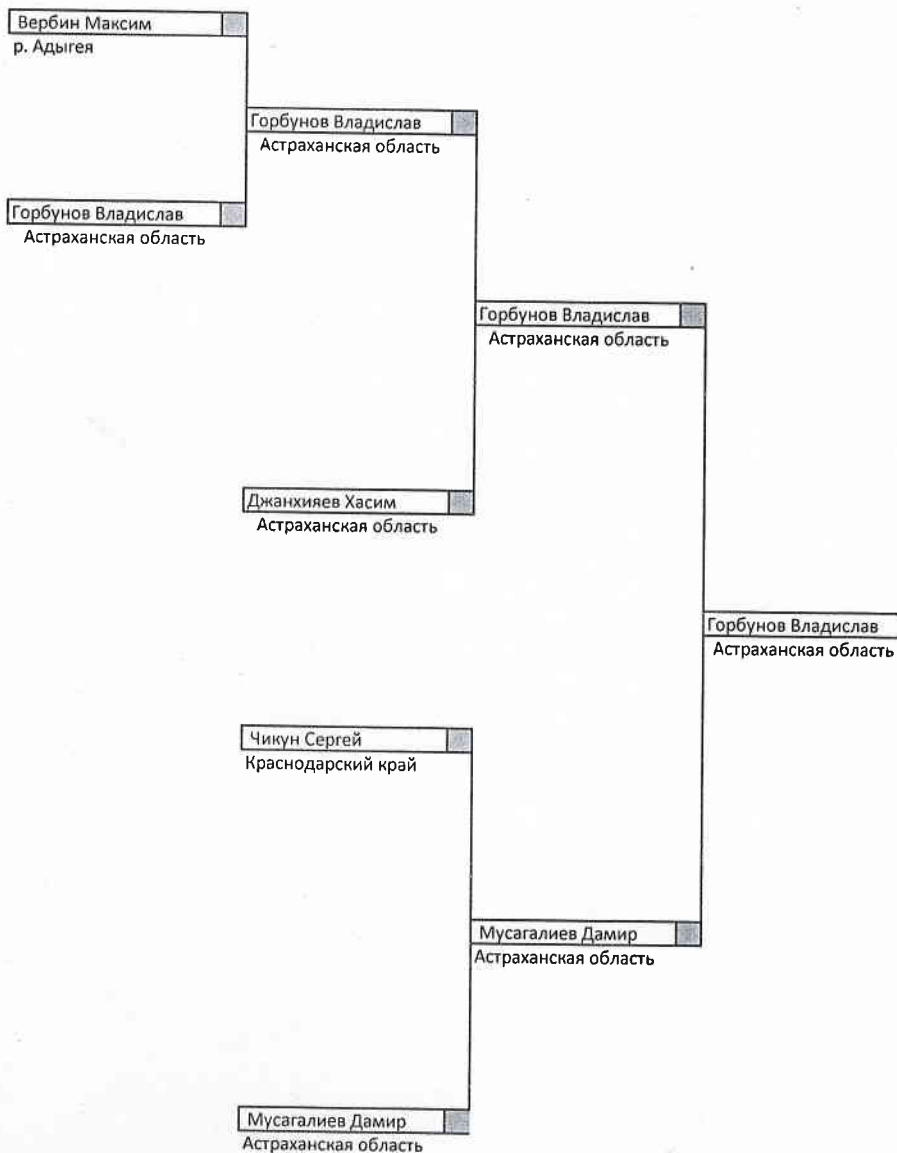 Вербин Максим
р. Адыгея
Горбунов Владислав
Астраханская область
Горбунов Владислав
Астраханская область
Горбунов Владислав
Астраханская область
Джанхияев Хасим
Астраханская область
Горбунов Владислав
Астраханская область
Чикун Сергей
Краснодарский край
Мусагалиев Дамир
Астраханская область
Мусагалиев Дамир
Астраханская область